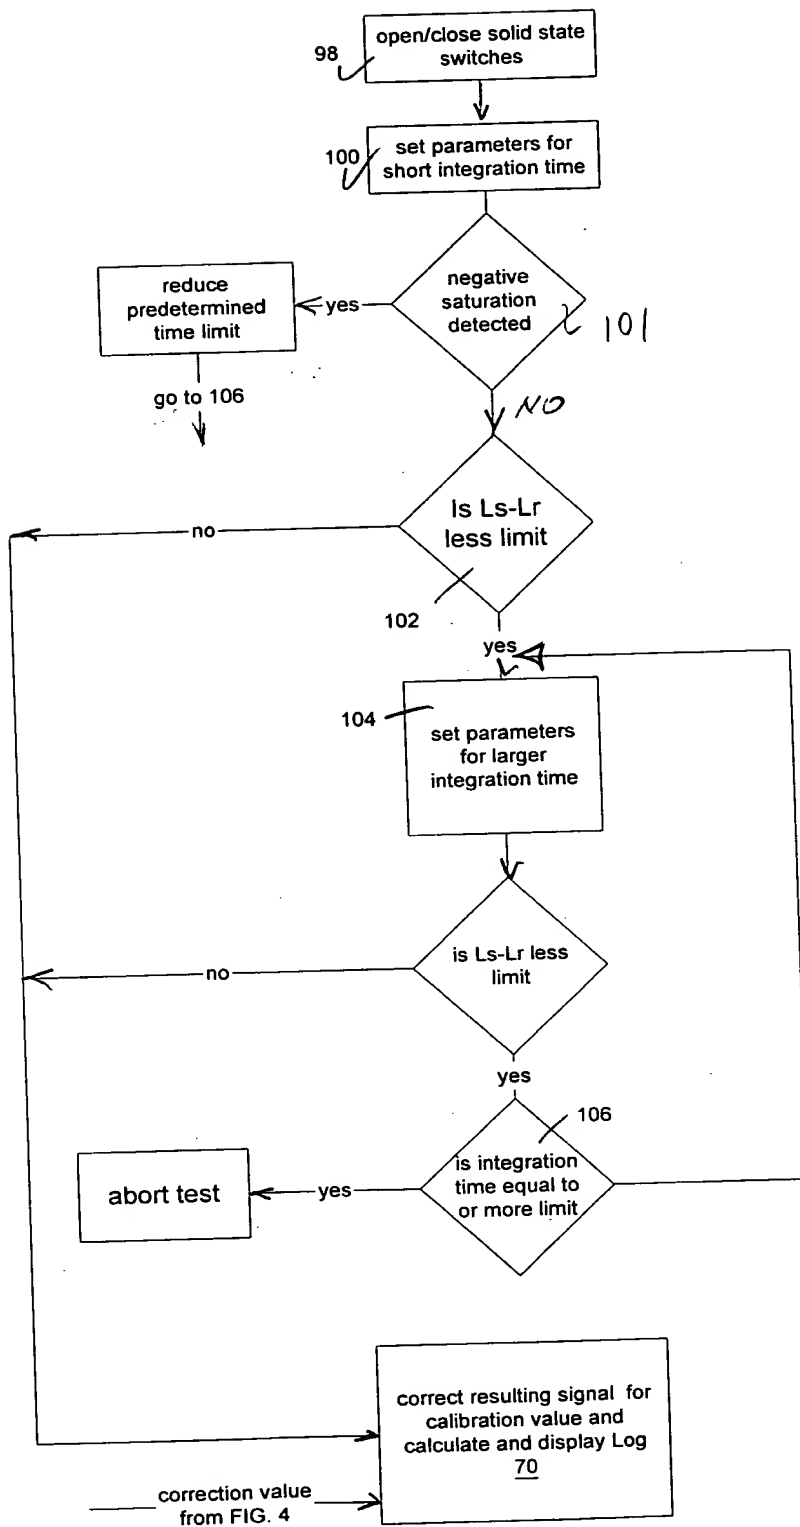 open/close solid state
switches
98
100
set parameters for
short integration time
negative
saturation
detected
101
yes
reduce
predetermined
time limit
go to 106
NO
Is Ls-Lr
less limit
no
102
yes
104
set parameters
for larger
integration time
is Ls-Lr less
limit
no
yes
106
is integration
time equal to
or more limit
yes
abort test
correct resulting signal for
calibration value and
calculate and display Log
70
correction value
from FIG. 4